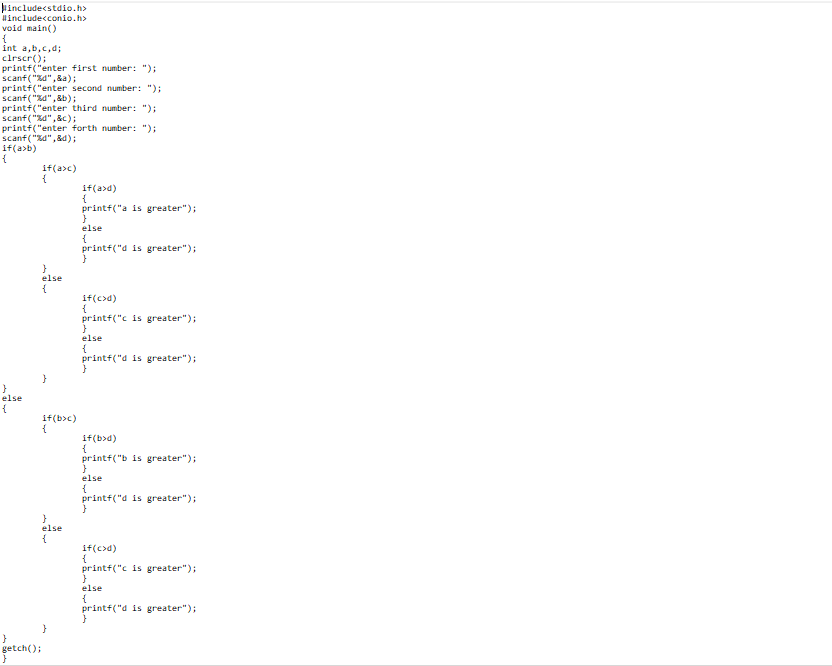 #include<stdio.h>
#include<conio.h>
void main()
{
int a,b,c,d;
clrscr();
printf("enter first number: ");
scanf("%d",&a);
printf("enter second number: ");
scanf("%d",&b);
printf("enter third number: ");
scanf("%d",&c);
printf("enter forth number: ");
scanf("%d",&d);
if(a>b)
{
	if(a>c)
	{
		if(a>d)
		{
		printf("a is greater");
		}
		else
		{
		printf("d is greater");
		}
	}
	else
	{
		if(c>d)
		{
		printf("c is greater");
		}
		else
		{
		printf("d is greater");
		}
	}
}
else
{
	if(b>c)
	{
		if(b>d)
		{
		printf("b is greater");
		}
		else
		{
		printf("d is greater");
		}
	}
	else
	{
		if(c>d)
		{
		printf("c is greater");
		}
		else
		{
		printf("d is greater");
		}
	}
}
getch();
}